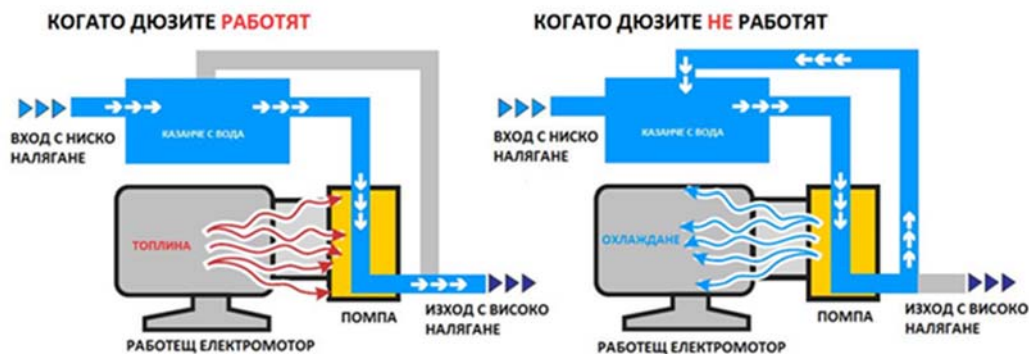 КОГАТО ДЮЗИТЕ РАБОТЯТ
КАЗАНЧЕ С ВОДА
ВХОД С НИСКО
НАЛЯГАНЕ
ТОПЛИНА
ИЗХОД С ВИСОКО
НАЛЯГАНЕ
ПОМПА
РАБОТЕЩ ЕЛЕКТРОМОТОР
КОГАТО ДЮЗИТЕ НЕ РАБОТЯТ
КАЗАНЧЕ С ВОДА
ВХОД С НИСКО
НАЛЯГАНЕ
ОХЛАЖДАНЕ
ИЗХОД С ВИСОКО
НАЛЯГАНЕ
ПОМПА
РАБОТЕЩ ЕЛЕКТРОМОТОР